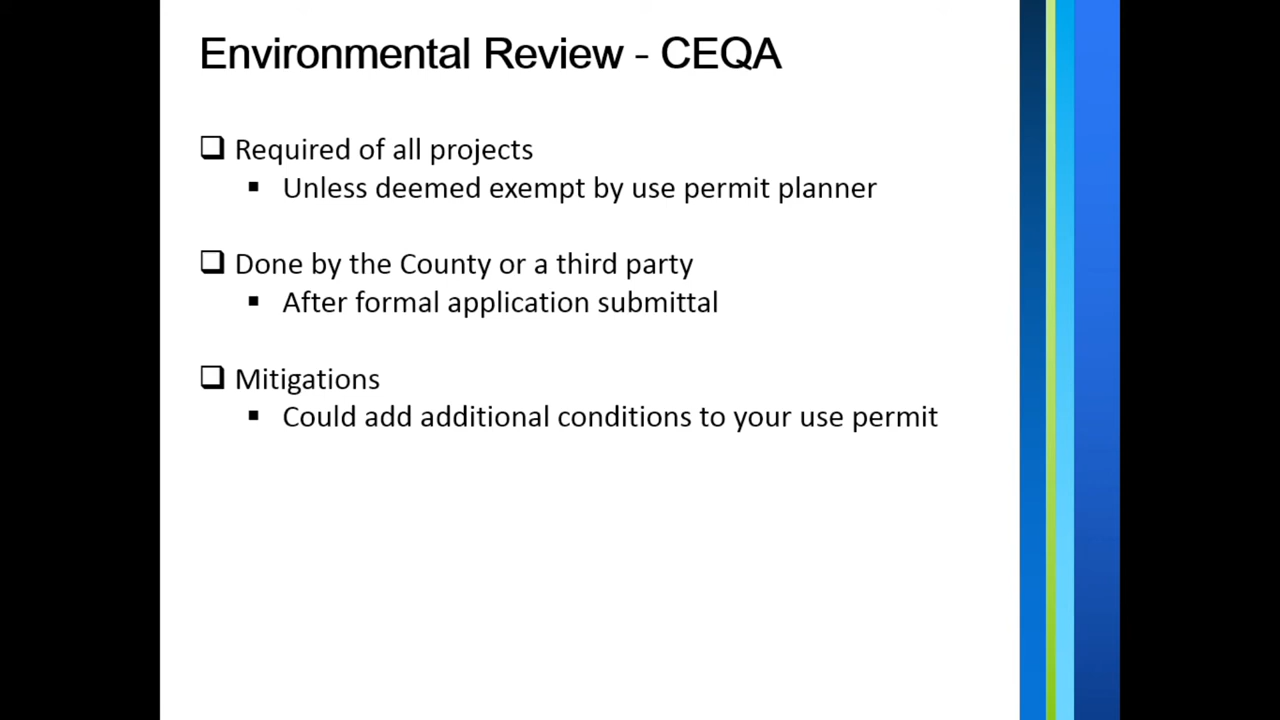 Environmental Review - CEQA
Required of all projects
Unless deemed exempt by use permit planner
Done by the County or a third party
After formal application submittal
Mitigations
Could add additional conditions to your use permit